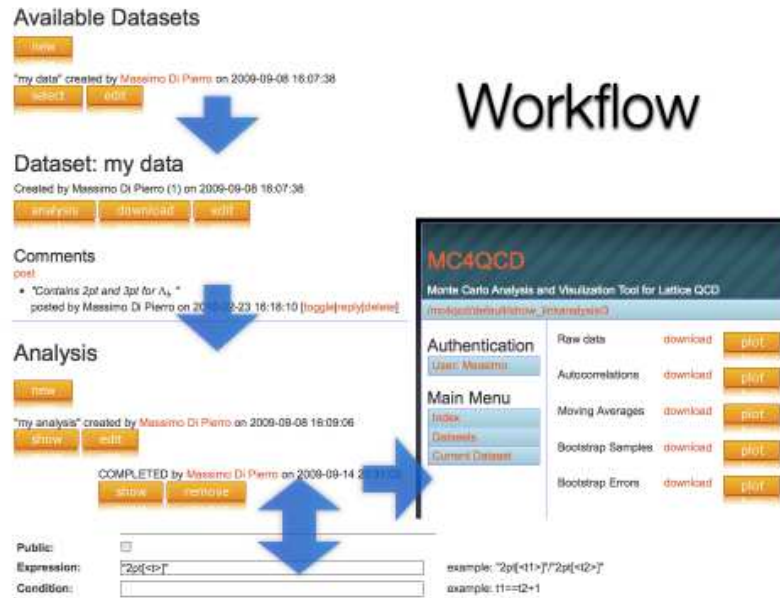 Available Datasets
new
"my data" created by Massimo Di Pierro on 2009-09-08 16:07:38
select edit
Workflow
Dataset: my data
Created by Massimo Di Pierro (1) on 2009-09-08 16:07:38
analysis download edit
Comments
post
• "Contains 2pt and 3pt for Λb "
posted by Massimo Di Pierro on -23 16:18:10 [toggle|reply|delete]
Analysis
new
"my analysis" created by Massimo Di Pierro on 2009-09-08 16:09:06
show edit
COMPLETED by Massimo Di Pierro on 2009-09-14
show remove
Public:
Expression: "2pt[<t>]" example: "2pt[<t1>]"/"2pt[<t2>]"
Condition: example: t1==t2+1
MC4QCD
Monte Carlo Analysis and Visulization Tool for Lattice QCD
Authentication
User: Massimo
Main Menu
Index
Datasets
Current Dataset
Raw data download plot
Autocorrelations download plot
Moving Averages download plot
Bootstrap Samples download plot
Bootstrap Errors download plot